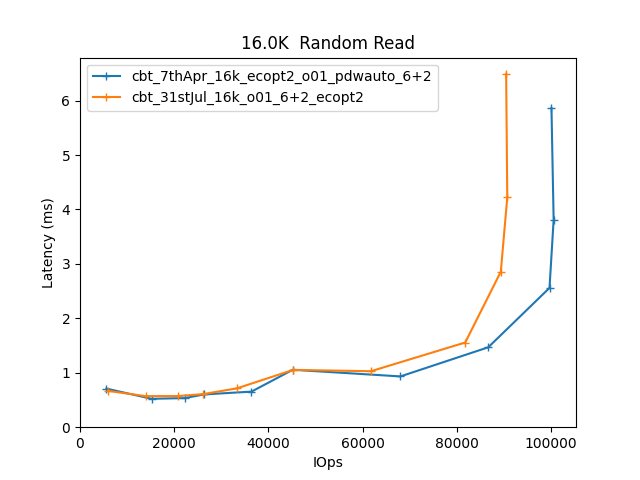 16.0K  Random Read
cbt_7thApr_16k_ecopt2_o01_pdwauto_6+2
cbt_31stJul_16k_o01_6+2_ecopt2
Latency (ms)
6
5
4
3
2
1
0
0 20000 40000 60000 80000 100000
IOps